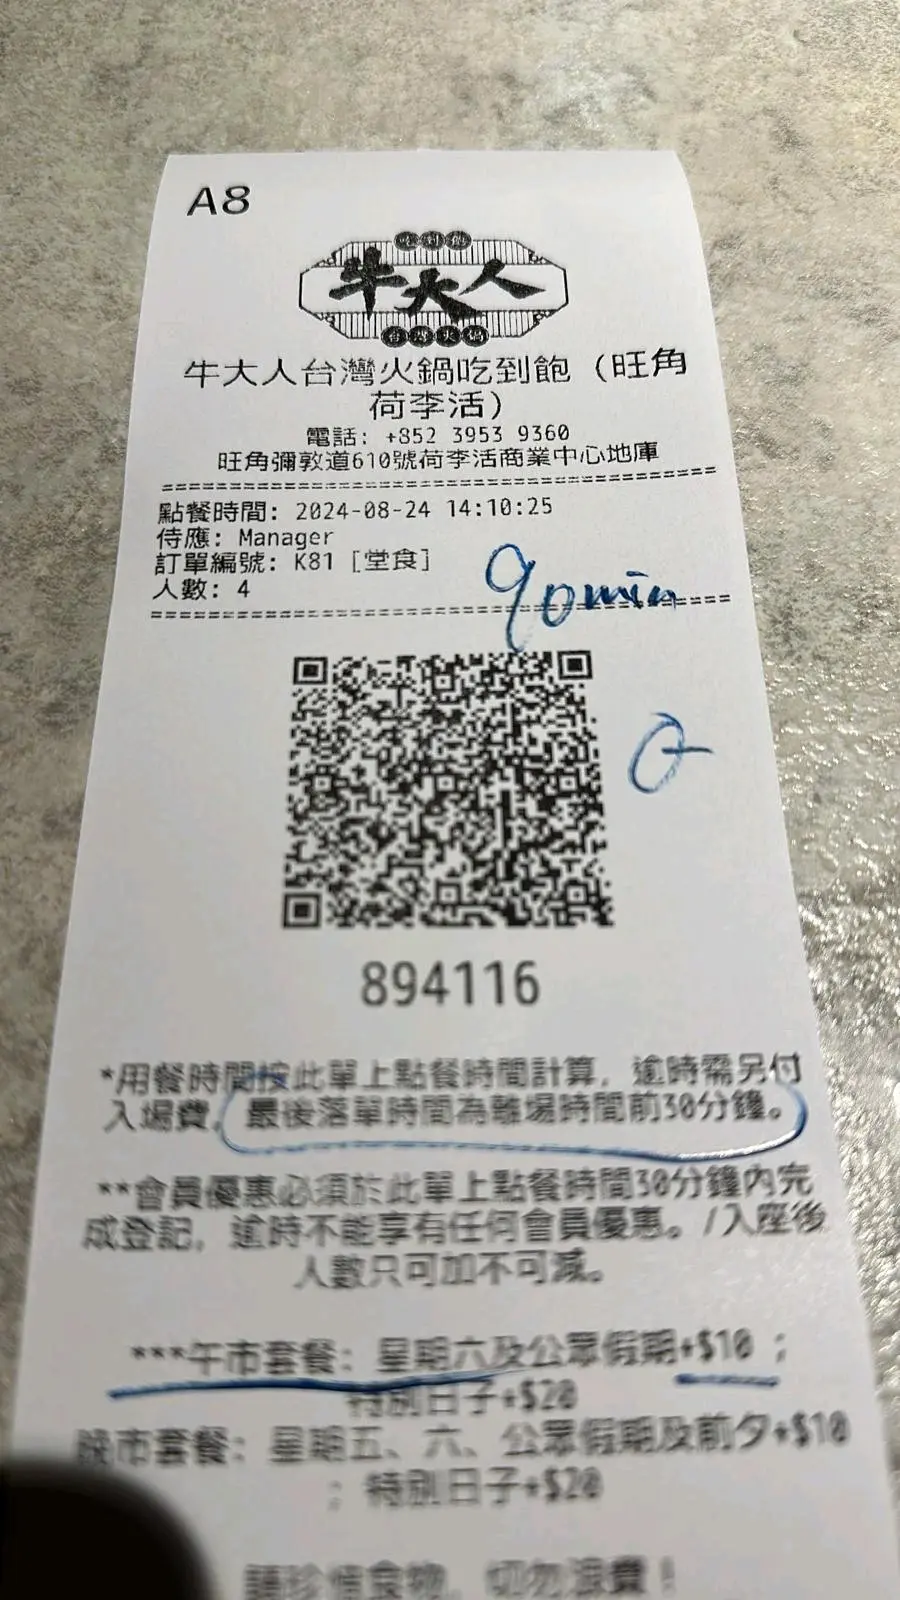 A8
吃到飽
牛大人
台灣火鍋
牛大人台灣火鍋吃到飽（旺角
荷李活）
電話: +852 3953 9360
旺角彌敦道610號荷李活商業中心地庫
點餐時間: 2024-08-24 14:10:25
侍應: Manager
訂單編號: K81 [堂食]
人數: 4
90min
894116
*用餐時間按此單上點餐時間計算，逾時需另付
入場費。最後落單時間為離場時間前30分鐘。
**會員優惠必須於此單上點餐時間30分鐘內完
成登記，逾時不能享有任何會員優惠。/入座後
人數只可加不可減。
***午市套餐: 星期六及公眾假期+$10 ;
特別日子+$20
晚市套餐: 星期五、六、公眾假期及前夕+$10
; 特別日子+$20
請珍惜食物，切勿浪費！